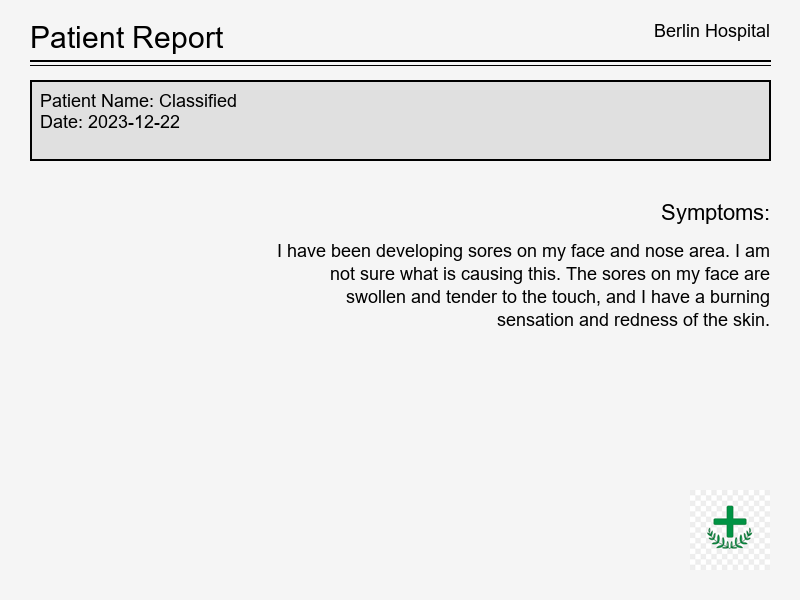 Patient Report
Berlin Hospital
Patient Name: Classified
Date: 2023-12-22
Symptoms:
I have been developing sores on my face and nose area. I am
not sure what is causing this. The sores on my face are
swollen and tender to the touch, and I have a burning
sensation and redness of the skin.